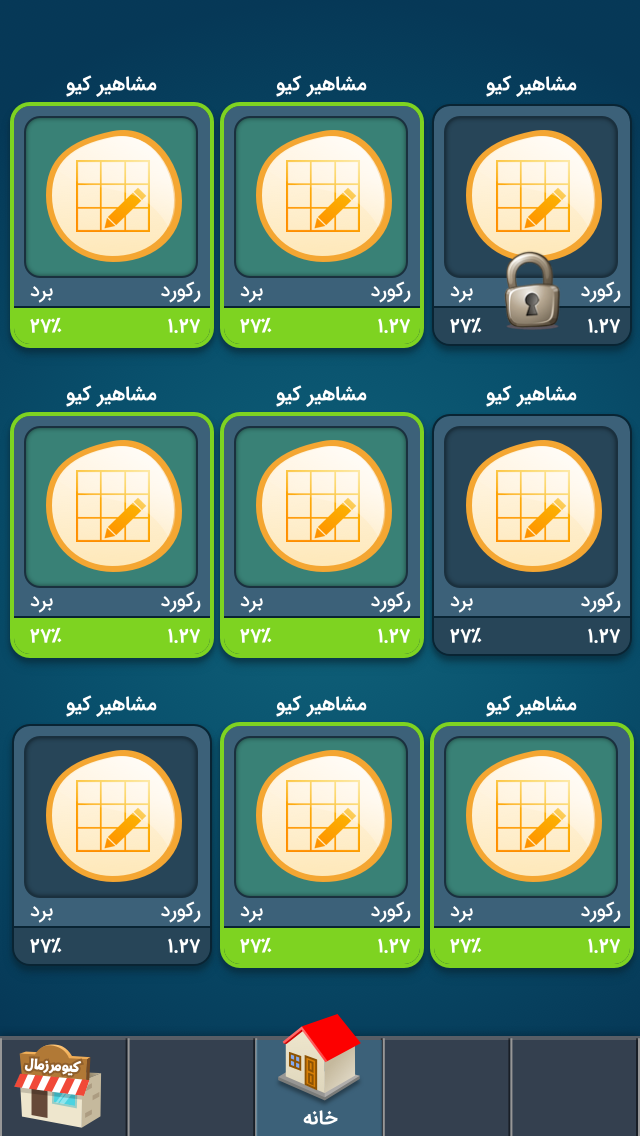 مشاهیر کیو
مشاهیر کیو
مشاهیر کیو
رکورد برد
رکورد برد
رکورد برد
۱.۲۷ ۲۷٪
۱.۲۷ ۲۷٪
۱.۲۷ ۲۷٪
مشاهیر کیو
مشاهیر کیو
مشاهیر کیو
رکورد برد
رکورد برد
رکورد برد
۱.۲۷ ۲۷٪
۱.۲۷ ۲۷٪
۱.۲۷ ۲۷٪
مشاهیر کیو
مشاهیر کیو
مشاهیر کیو
رکورد برد
رکورد برد
رکورد برد
۱.۲۷ ۲۷٪
۱.۲۷ ۲۷٪
۱.۲۷ ۲۷٪
خانه
کیومرزمال